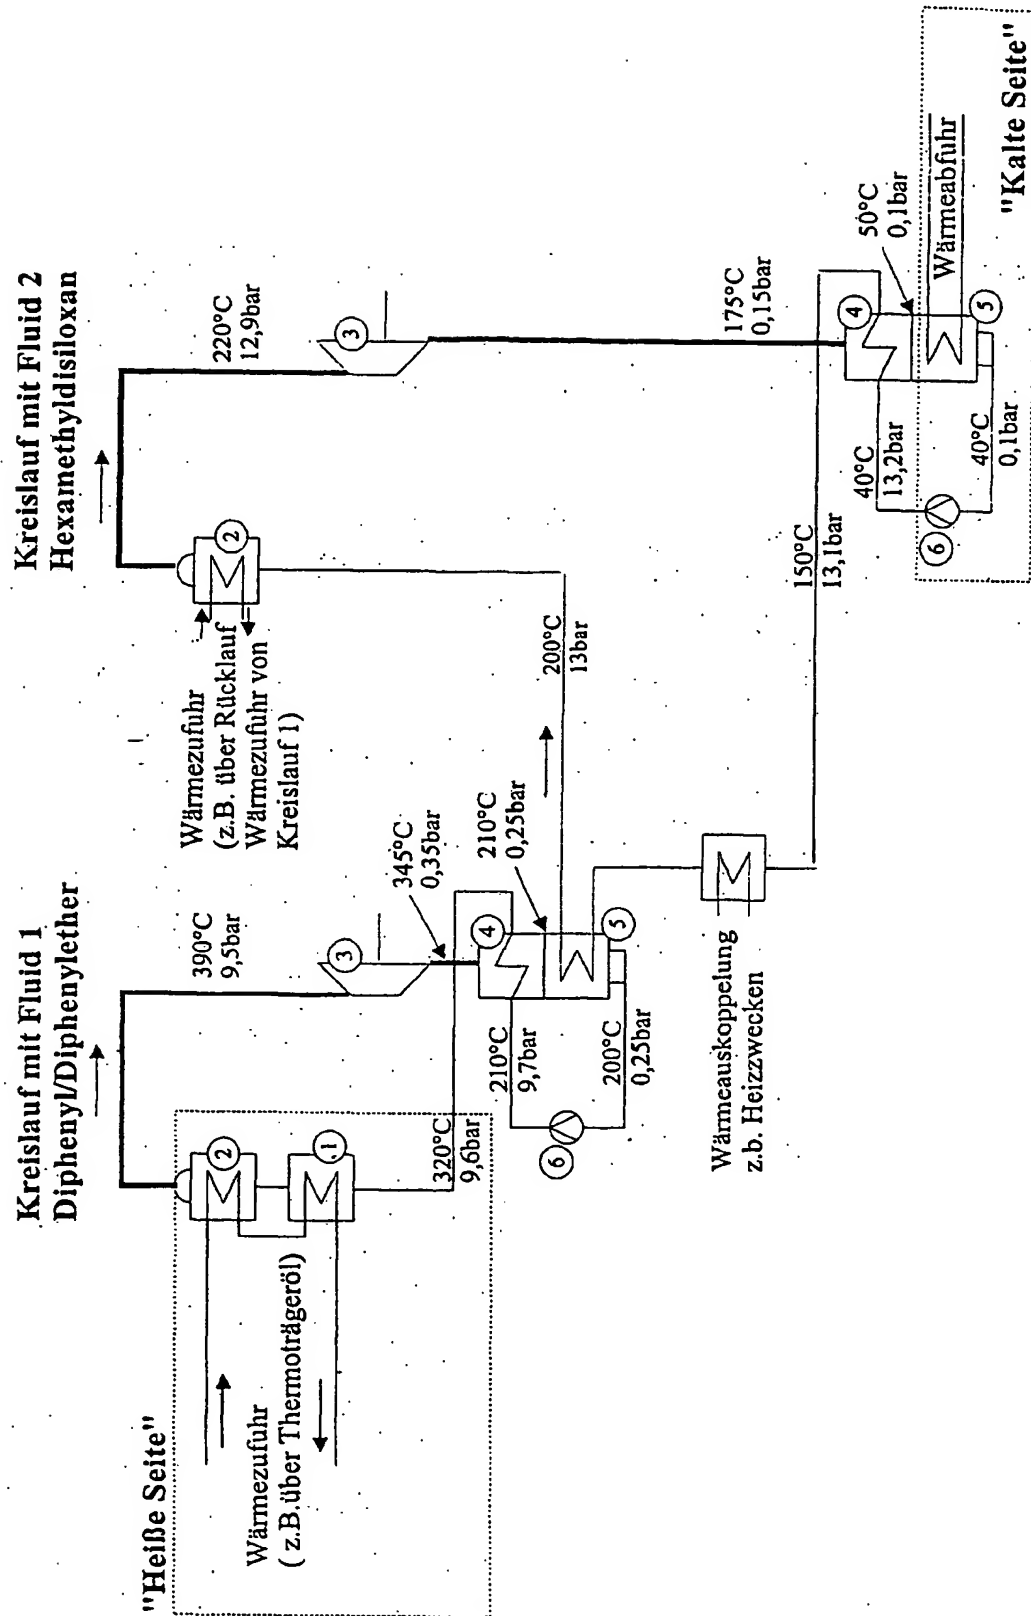 Kreislauf mit Fluid 1
Diphenyl/Diphenylether
390°C
9,5bar
3
"Heiße Seite"
2
1
Wärmezufuhr
( z.B.über Thermoträgeröl)
320°C
9,6bar
345°C
0,35bar
4
210°C
0,25bar
5
210°C
9,7bar
200°C
0,25bar
6
Wärmeauskoppelung
z.b. Heizzwecken
Kreislauf mit Fluid 2
Hexamethyldisiloxan
220°C
12,9bar
3
2
Wärmezufuhr
(z.B. über Rücklauf
Wärmezufuhr von
Kreislauf 1)
200°C
13bar
175°C
0,15bar
4
50°C
0,1bar
5
150°C
13,1bar
40°C
13,2bar
6
40°C
0,1bar
Wärmeabfuhr
"Kalte Seite"